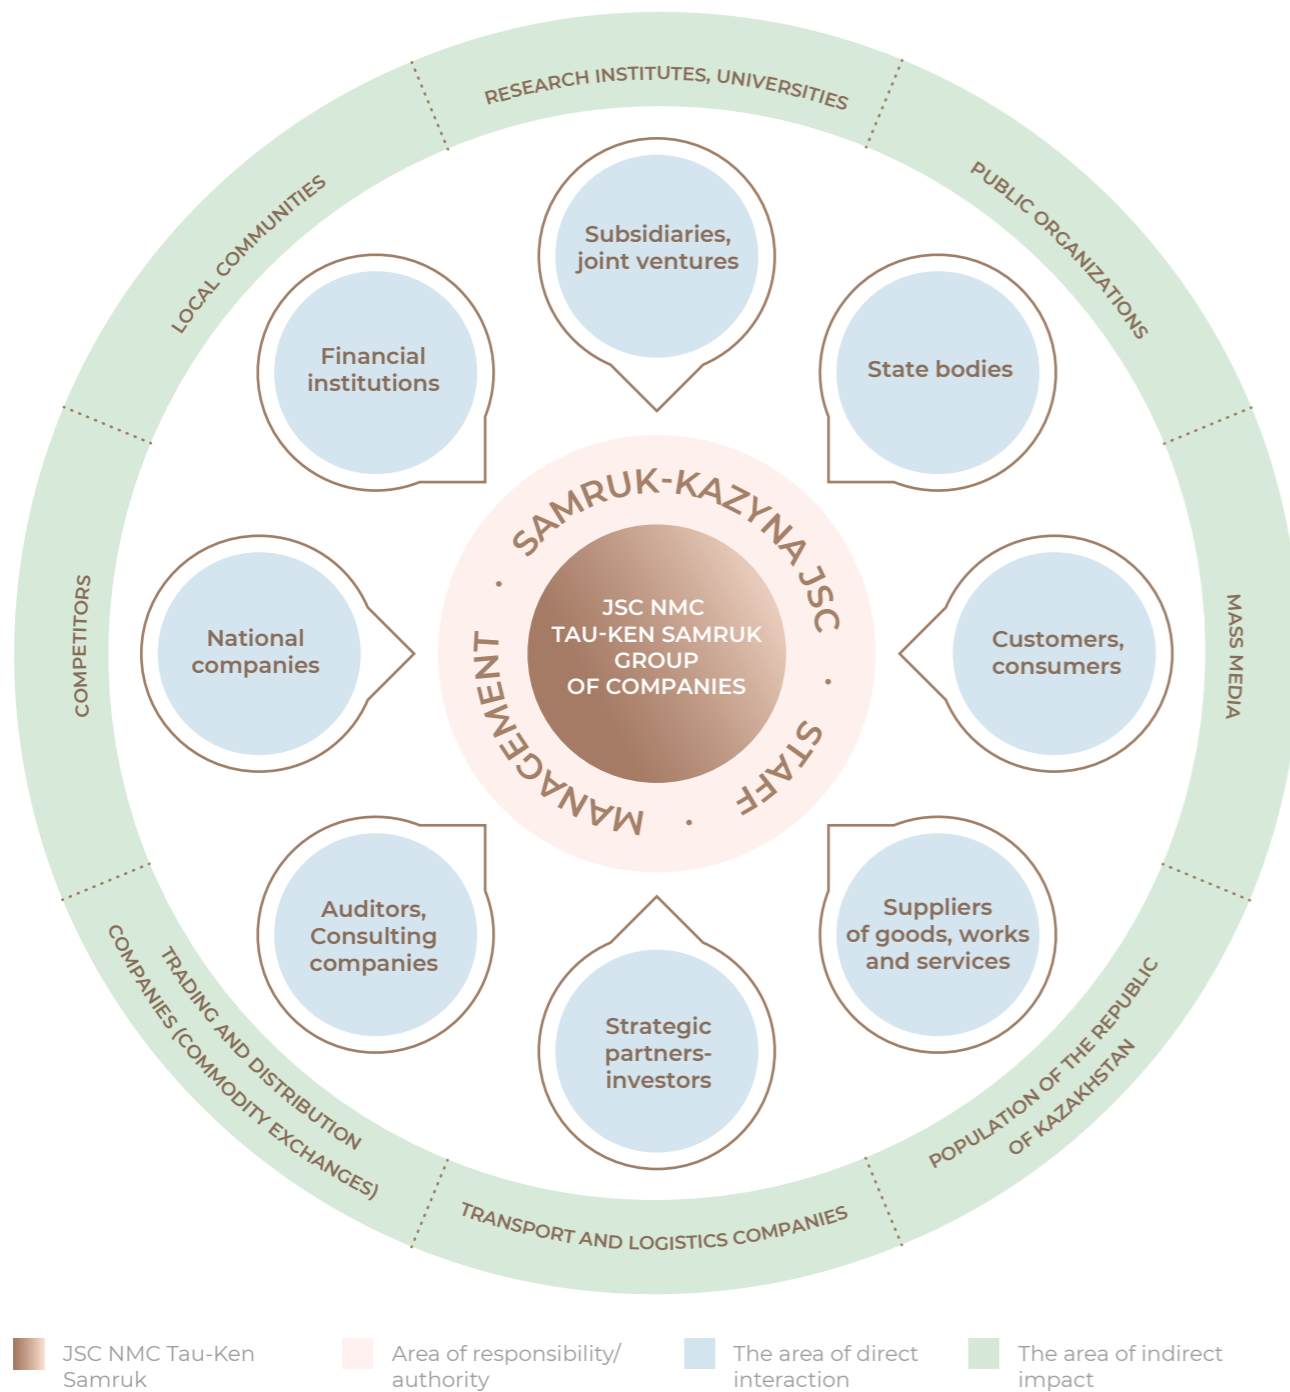 RESEARCH INSTITUTES, UNIVERSITIES
PUBLIC ORGANIZATIONS
MASS MEDIA
POPULATION OF THE REPUBLIC
OF KAZAKHSTAN
TRANSPORT AND LOGISTICS COMPANIES
TRADING AND DISTRIBUTION
COMPANIES (COMMODITY EXCHANGES)
COMPETITORS
LOCAL COMMUNITIES
Subsidiaries,
joint ventures
State bodies
Customers,
consumers
Suppliers
of goods, works
and services
Strategic
partners-
investors
Auditors,
Consulting
companies
National
companies
Financial
institutions
SAMRUK-KAZYNA JSC · STAFF · MANAGEMENT ·
JSC NMC
TAU-KEN SAMRUK
GROUP
OF COMPANIES
JSC NMC Tau-Ken
Samruk
Area of responsibility/
authority
The area of direct
interaction
The area of indirect
impact